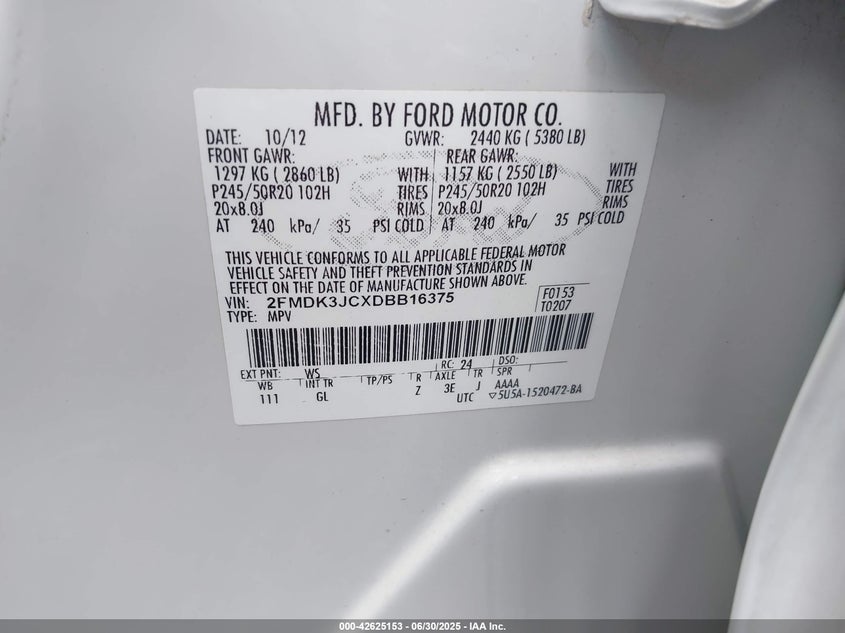 MFD. BY FORD MOTOR CO.
DATE: 10/12 GVWR: 2440 KG ( 5380 LB)
FRONT GAWR: REAR GAWR:
1297 KG ( 2860 LB) WITH 1157 KG ( 2550 LB) WITH
P245/50R20 102H TIRES P245/50R20 102H TIRES
20x8.0J RIMS 20x8.0J RIMS
AT 240 kPa/ 35 PSI COLD AT 240 kPa/ 35 PSI COLD
THIS VEHICLE CONFORMS TO ALL APPLICABLE FEDERAL MOTOR
VEHICLE SAFETY AND THEFT PREVENTION STANDARDS IN
EFFECT ON THE DATE OF MANUFACTURE SHOWN ABOVE.
VIN: 2FMDK3JCXDBB16375 F0153
TYPE: MPV T0207
EXT PNT: WS RC: 24 DSO:
WB INT TR TP/PS R AXLE TR SPR
111 GL Z 3E J AAAA
UTC ▽5U5A-1520472-BA
000-42625153 - 06/30/2025 - IAA Inc.